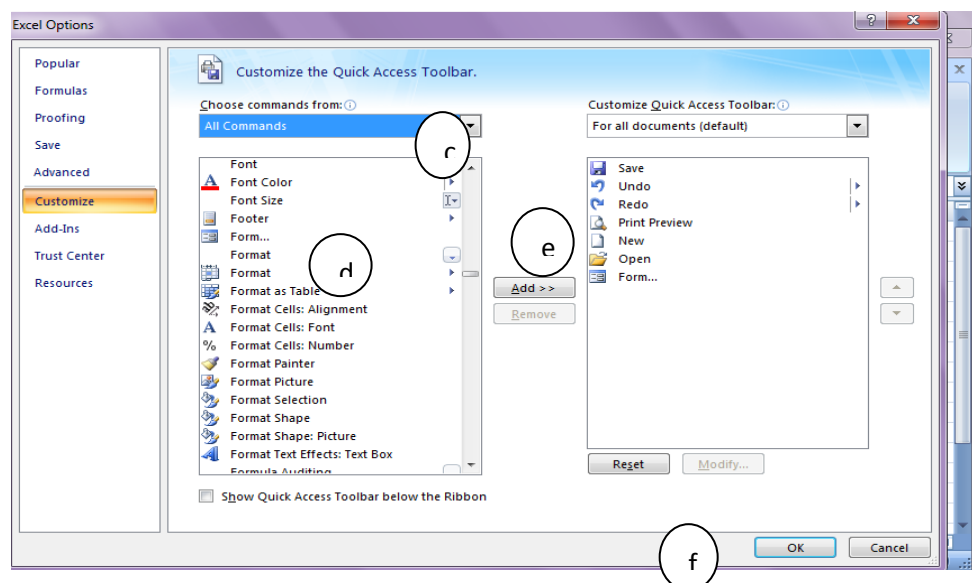 Excel Options
?
Popular
Formulas
Proofing
Save
Advanced
Customize
Add-Ins
Trust Center
Resources
Customize the Quick Access Toolbar.
Choose commands from:
All Commands
c
Font
Font Color
Font Size
Footer
Form...
Format
Format
Format as Table
Format Cells: Alignment
Format Cells: Font
Format Cells: Number
Format Painter
Format Picture
Format Selection
Format Shape
Format Shape: Picture
Format Text Effects: Text Box
Formula Auditing
d
Show Quick Access Toolbar below the Ribbon
e
Add >>
Remove
Customize Quick Access Toolbar:
For all documents (default)
Save
Undo
Redo
Print Preview
New
Open
Form...
Reset
Modify...
f
OK
Cancel